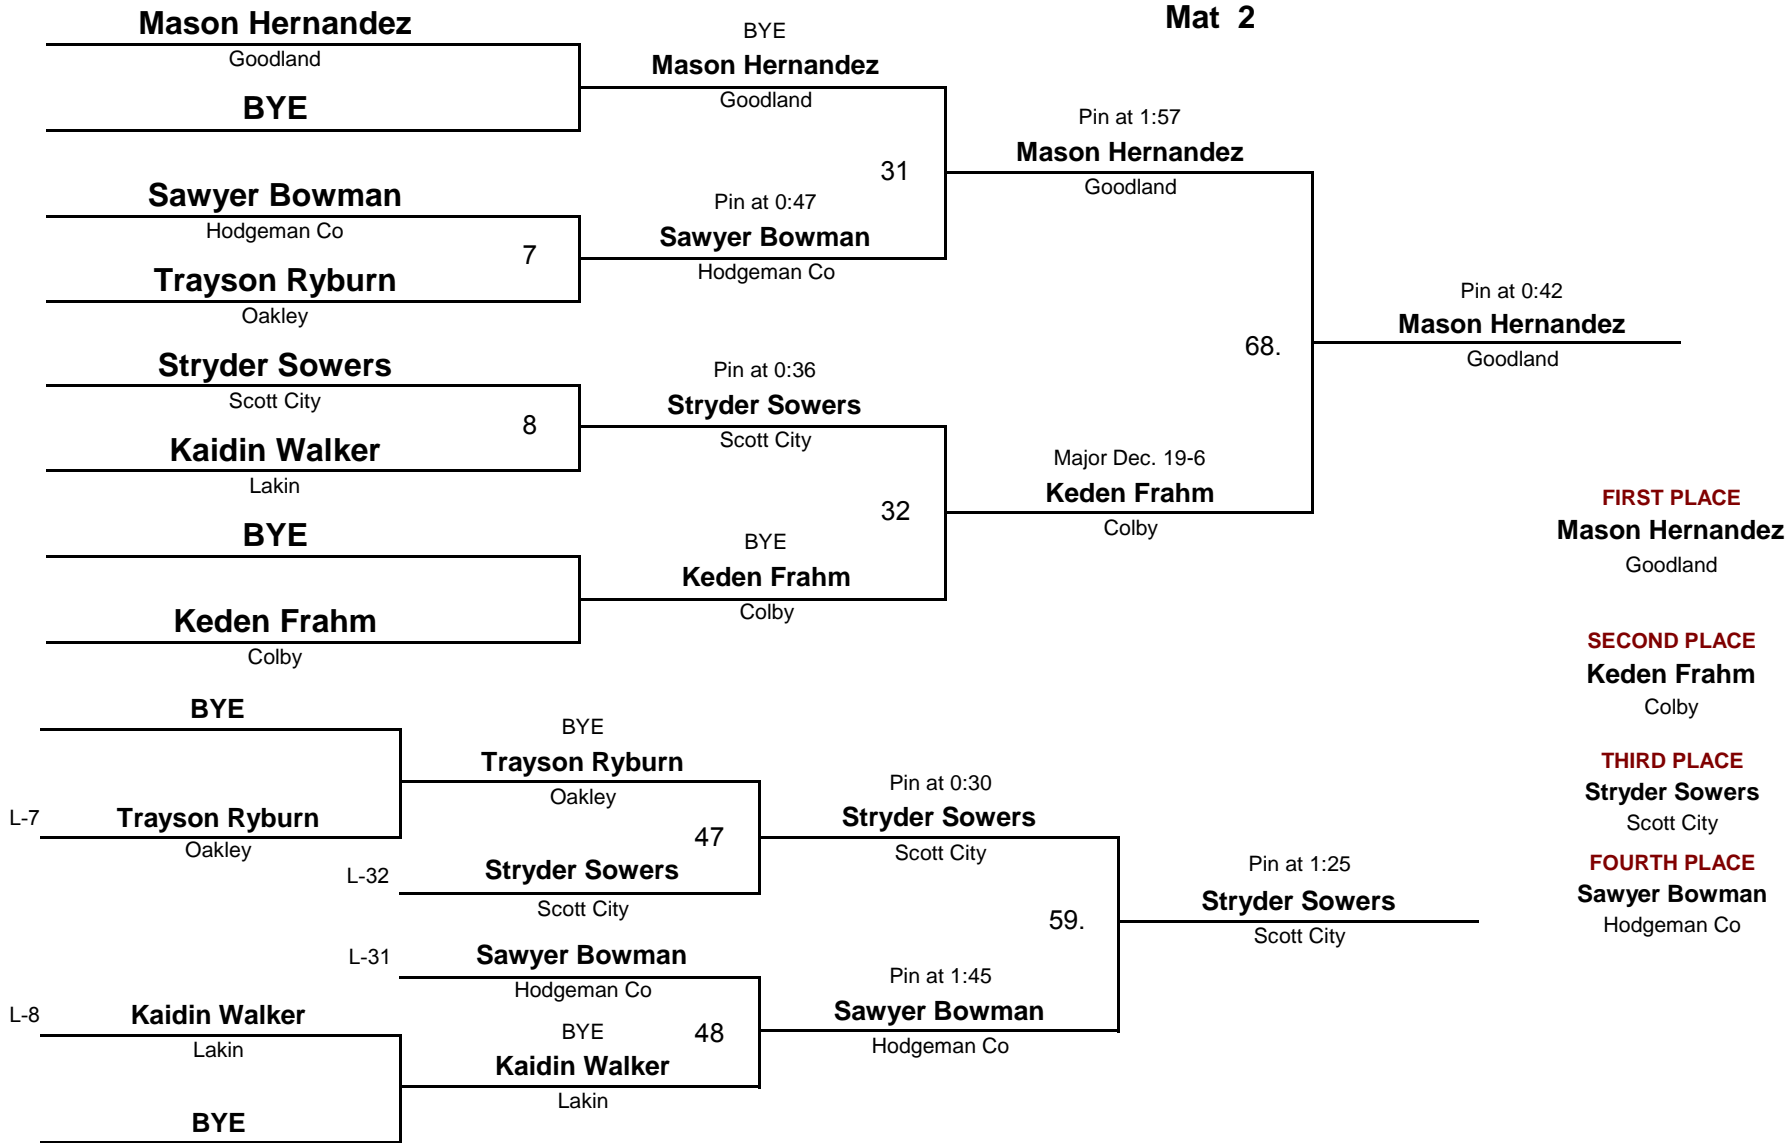 Mat 2
Mason Hernandez
Goodland
BYE
Sawyer Bowman
Hodgeman Co
7
Trayson Ryburn
Oakley
Stryder Sowers
Scott City
8
Kaidin Walker
Lakin
BYE
Keden Frahm
Colby
BYE
Mason Hernandez
Goodland
31
Pin at 0:47
Sawyer Bowman
Hodgeman Co
Pin at 0:36
Stryder Sowers
Scott City
32
BYE
Keden Frahm
Colby
Pin at 1:57
Mason Hernandez
Goodland
68.
Major Dec. 19-6
Keden Frahm
Colby
Pin at 0:42
Mason Hernandez
Goodland
BYE
L-7
Trayson Ryburn
Oakley
L-8
Kaidin Walker
Lakin
BYE
BYE
Trayson Ryburn
Oakley
47
L-32
Stryder Sowers
Scott City
L-31
Sawyer Bowman
Hodgeman Co
BYE
48
Kaidin Walker
Lakin
Pin at 0:30
Stryder Sowers
Scott City
59.
Pin at 1:45
Sawyer Bowman
Hodgeman Co
Pin at 1:25
Stryder Sowers
Scott City
FIRST PLACE
Mason Hernandez
Goodland
SECOND PLACE
Keden Frahm
Colby
THIRD PLACE
Stryder Sowers
Scott City
FOURTH PLACE
Sawyer Bowman
Hodgeman Co